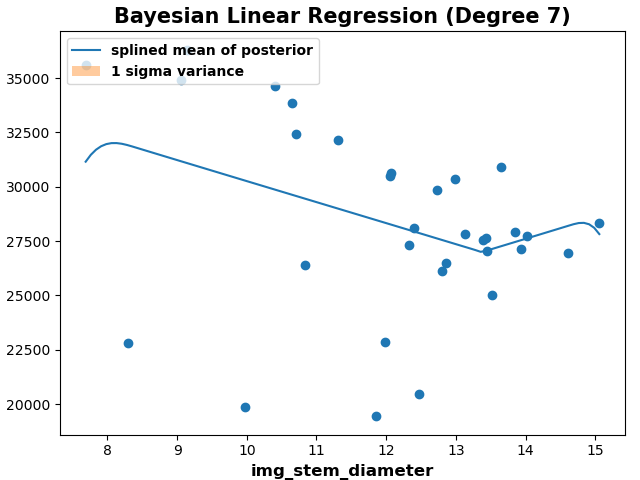 Bayesian Linear Regression (Degree 7)
splined mean of posterior
1 sigma variance
35000
32500
30000
27500
25000
22500
20000
8 9 10 11 12 13 14 15
img_stem_diameter